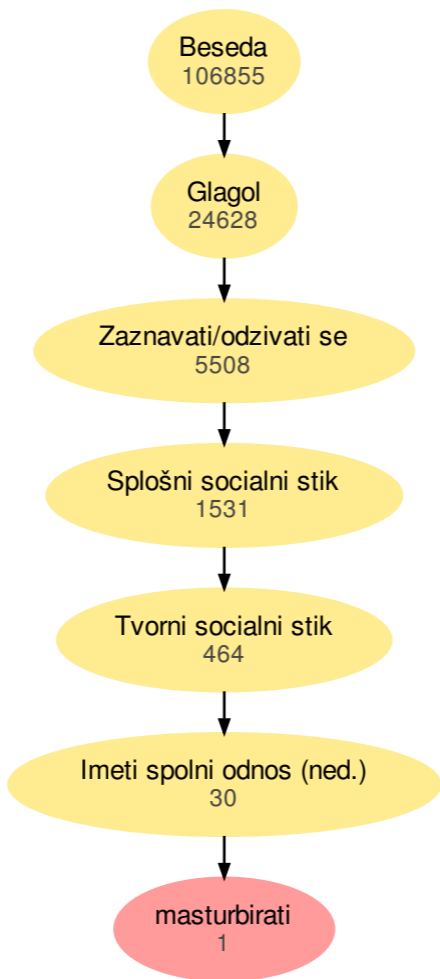 Beseda
106855
Glagol
24628
Zaznavati/odzivati se
5508
Splošni socialni stik
1531
Tvorni socialni stik
464
Imeti spolni odnos (ned.)
30
masturbirati
1